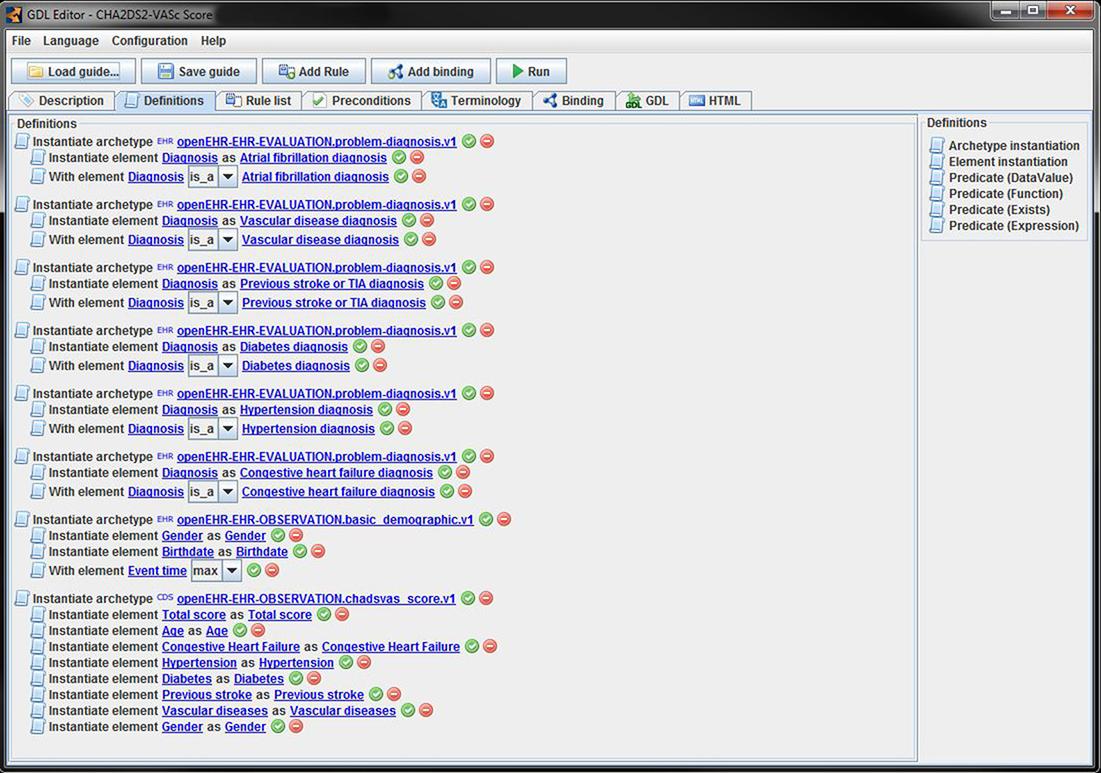 GDL Editor - CHA2DS2-VASc Score
File Language Configuration Help
Load guide... Save guide Add Rule Add binding Run
Description Definitions Rule list Preconditions Terminology Binding GDL HTML
Definitions
Instantiate archetype EHR openEHR-EHR-EVALUATION.problem-diagnosis.v1
Instantiate element Diagnosis as Atrial fibrillation diagnosis
With element Diagnosis is_a Atrial fibrillation diagnosis
Instantiate archetype EHR openEHR-EHR-EVALUATION.problem-diagnosis.v1
Instantiate element Diagnosis as Vascular disease diagnosis
With element Diagnosis is_a Vascular disease diagnosis
Instantiate archetype EHR openEHR-EHR-EVALUATION.problem-diagnosis.v1
Instantiate element Diagnosis as Previous stroke or TIA diagnosis
With element Diagnosis is_a Previous stroke or TIA diagnosis
Instantiate archetype EHR openEHR-EHR-EVALUATION.problem-diagnosis.v1
Instantiate element Diagnosis as Diabetes diagnosis
With element Diagnosis is_a Diabetes diagnosis
Instantiate archetype EHR openEHR-EHR-EVALUATION.problem-diagnosis.v1
Instantiate element Diagnosis as Hypertension diagnosis
With element Diagnosis is_a Hypertension diagnosis
Instantiate archetype EHR openEHR-EHR-EVALUATION.problem-diagnosis.v1
Instantiate element Diagnosis as Congestive heart failure diagnosis
With element Diagnosis is_a Congestive heart failure diagnosis
Instantiate archetype EHR openEHR-EHR-OBSERVATION.basic_demographic.v1
Instantiate element Gender as Gender
Instantiate element Birthdate as Birthdate
With element Event time max
Instantiate archetype CDS openEHR-EHR-OBSERVATION.chadsvas_score.v1
Instantiate element Total score as Total score
Instantiate element Age as Age
Instantiate element Congestive Heart Failure as Congestive Heart Failure
Instantiate element Hypertension as Hypertension
Instantiate element Diabetes as Diabetes
Instantiate element Previous stroke as Previous stroke
Instantiate element Vascular diseases as Vascular diseases
Instantiate element Gender as Gender
Definitions
Archetype instantiation
Element instantiation
Predicate (DataValue)
Predicate (Function)
Predicate (Exists)
Predicate (Expression)